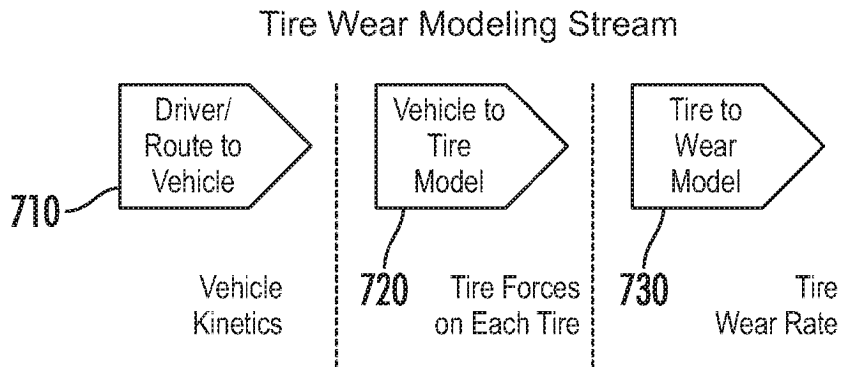 Tire Wear Modeling Stream
Driver/
Route to
Vehicle
710
Vehicle
Kinetics
Vehicle to
Tire
Model
720
Tire Forces
on Each Tire
Tire to
Wear
Model
730
Tire
Wear Rate